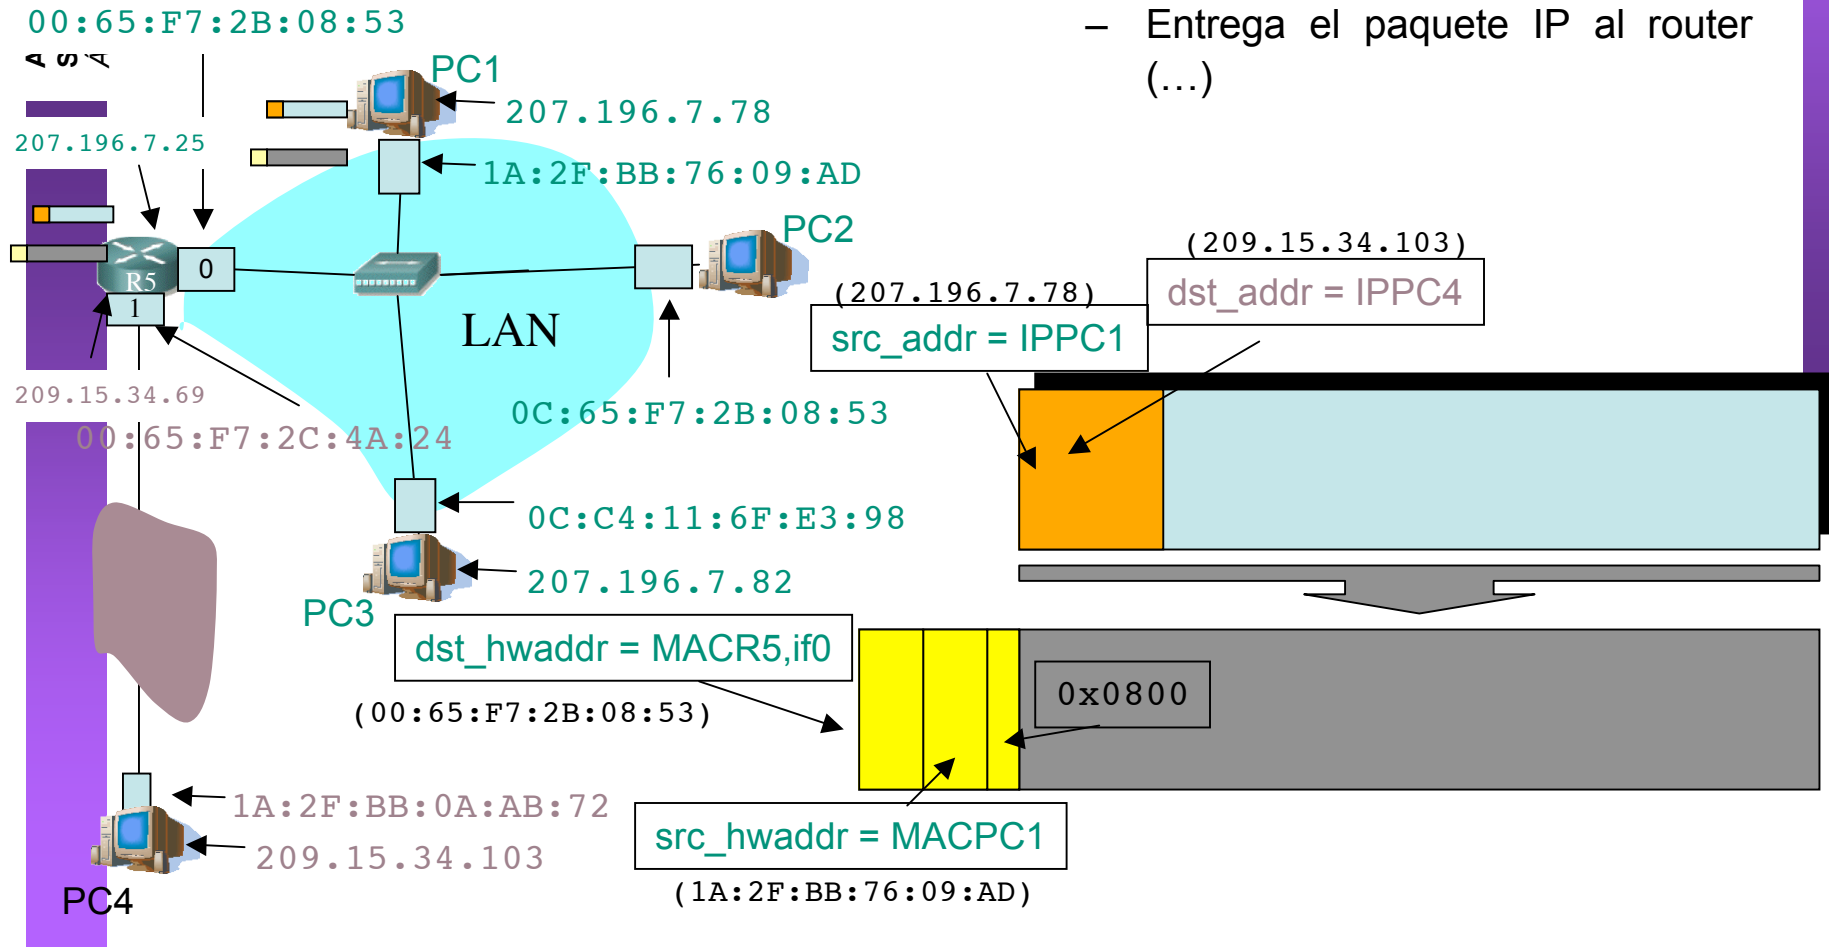 00:65:F7:2B:08:53
– Entrega el paquete IP al router
(...)
PC1
207.196.7.78
207.196.7.25
1A:2F:BB:76:09:AD
PC2
0
R5
1
LAN
(209.15.34.103)
dst_addr = IPPC4
(207.196.7.78)
src_addr = IPPC1
209.15.34.69
0C:65:F7:2B:08:53
00:65:F7:2C:4A:24
0C:C4:11:6F:E3:98
207.196.7.82
PC3
dst_hwaddr = MACR5,if0
(00:65:F7:2B:08:53)
0x0800
1A:2F:BB:0A:AB:72
209.15.34.103
PC4
src_hwaddr = MACPC1
(1A:2F:BB:76:09:AD)